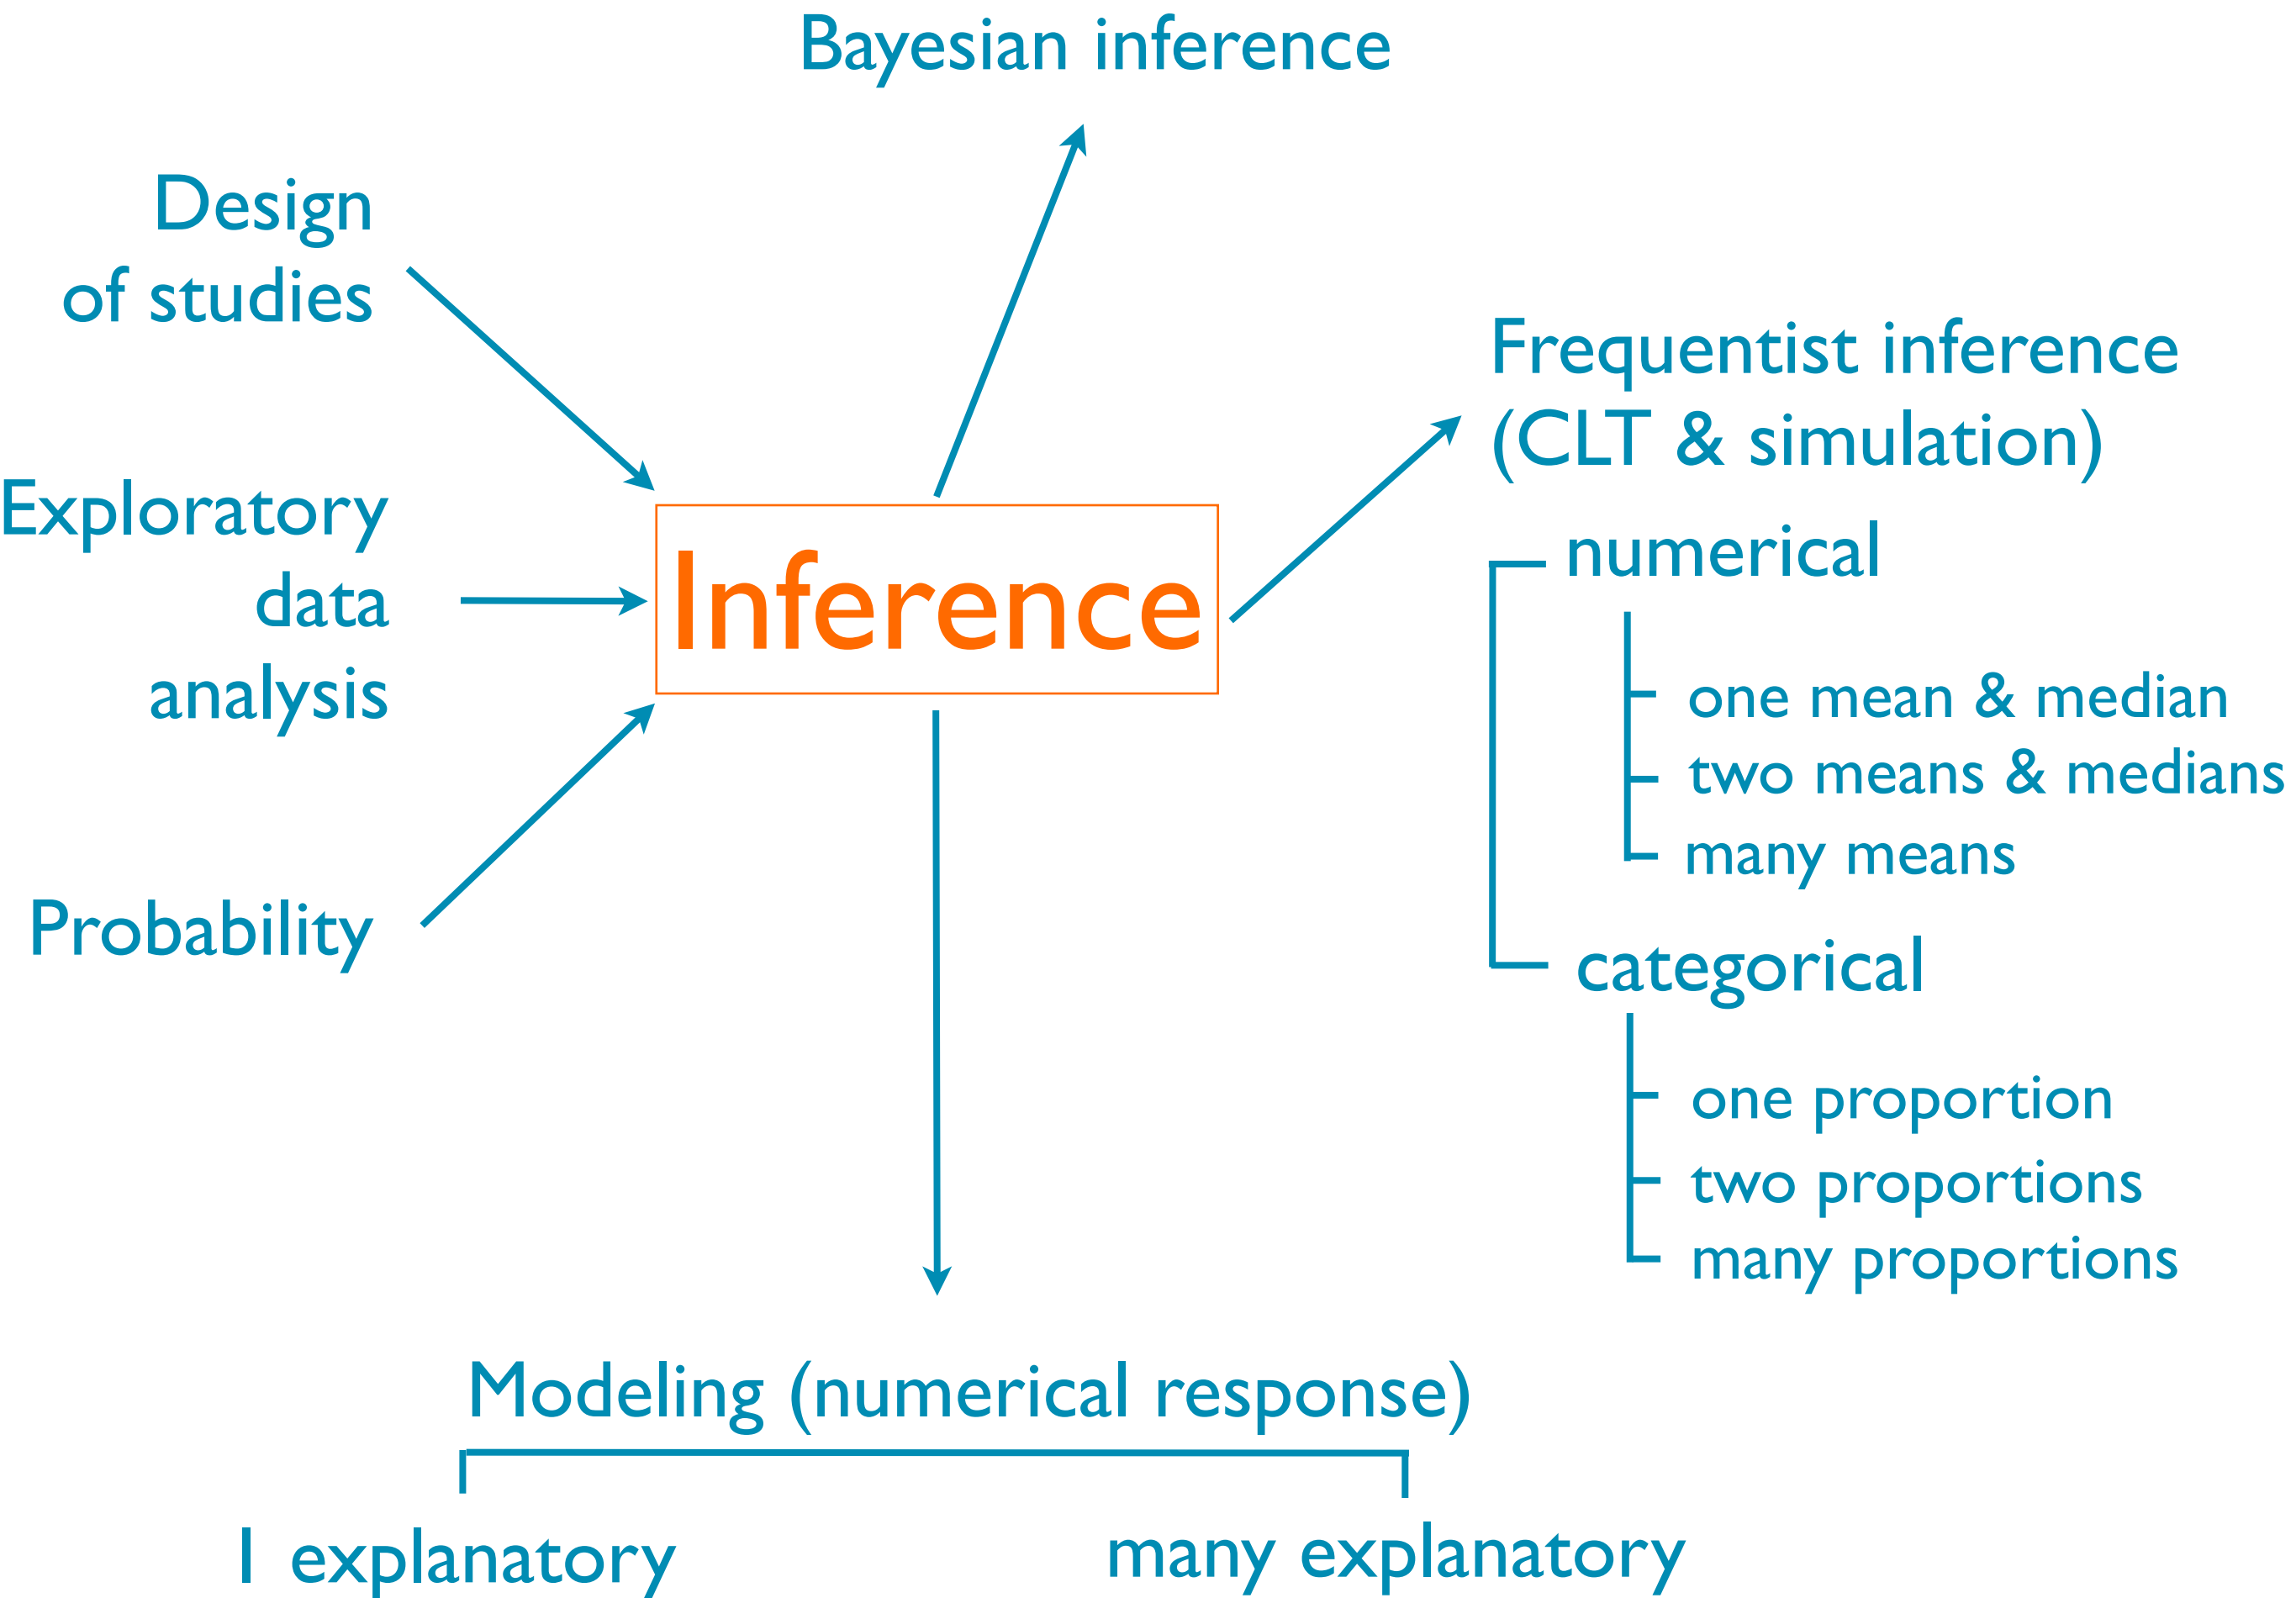 Bayesian inference
Design
of studies
Frequentist inference
(CLT & simulation)
Exploratory
data
analysis
Inference
numerical
one mean & median
two means & medians
many means
Probability
categorical
one proportion
two proportions
many proportions
Modeling (numerical response)
1 explanatory
many explanatory